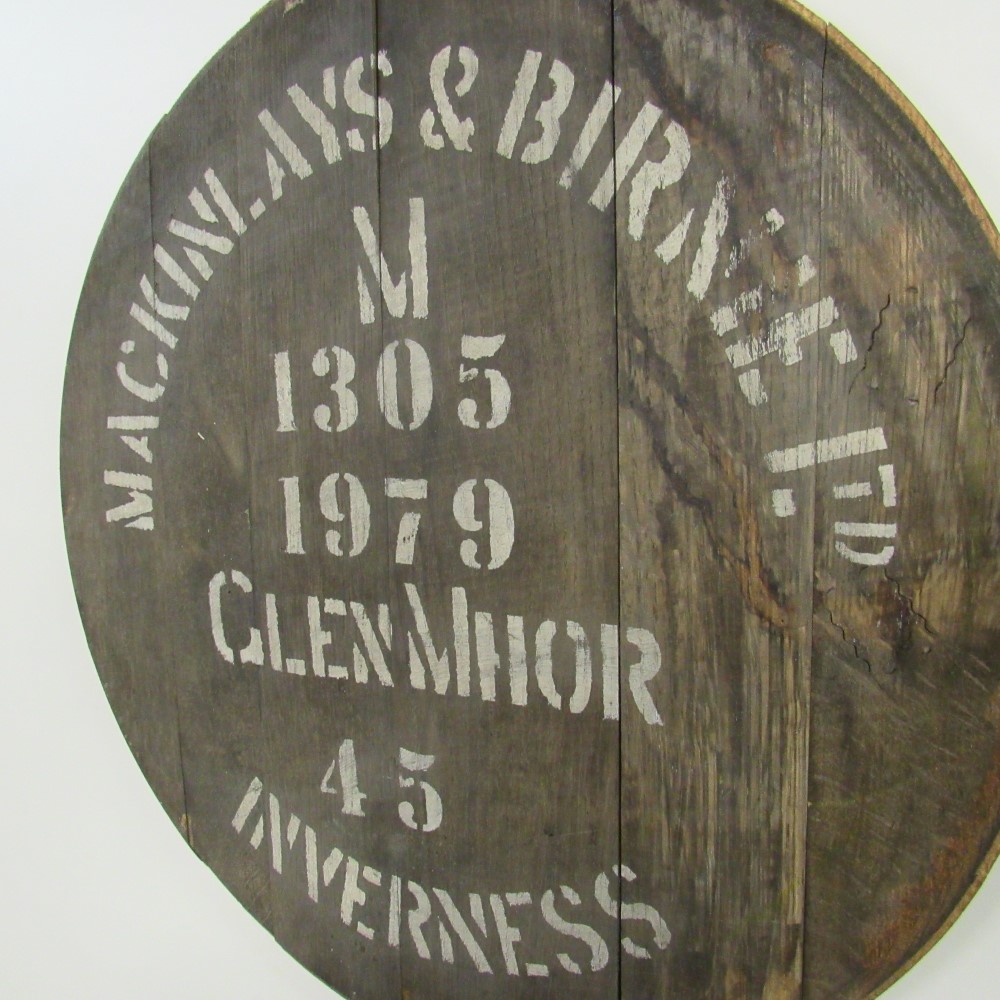 MACKINLAYS & BIRNIE LTD
M
1305
1979
GLEN MHOR
45
INVERNESS